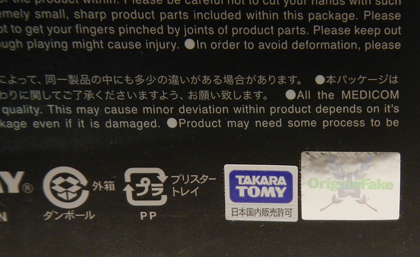 the product within. Please be careful not to cut your hands with such
tremely small, sharp product parts included within this package. Please
not to get your fingers pinched by joints of product parts. Please keep out
ough playing might cause injury. ●In order to avoid deformation, please
によって、同一製品の中にも多少の違いがある場合があります。 ●本パッケージは
わりに関してご了承くださいますよう、お願い致します。 ●All the MEDICOM
quality. This may cause minor deviation within product depends on it's
kage even if it is damaged. ●Product may need some process to be
AY®
N
外箱
ダンボール
プラ
PP
ブリスター
トレイ
TAKARA
TOMY
日本国内販売許可
OriginalFake